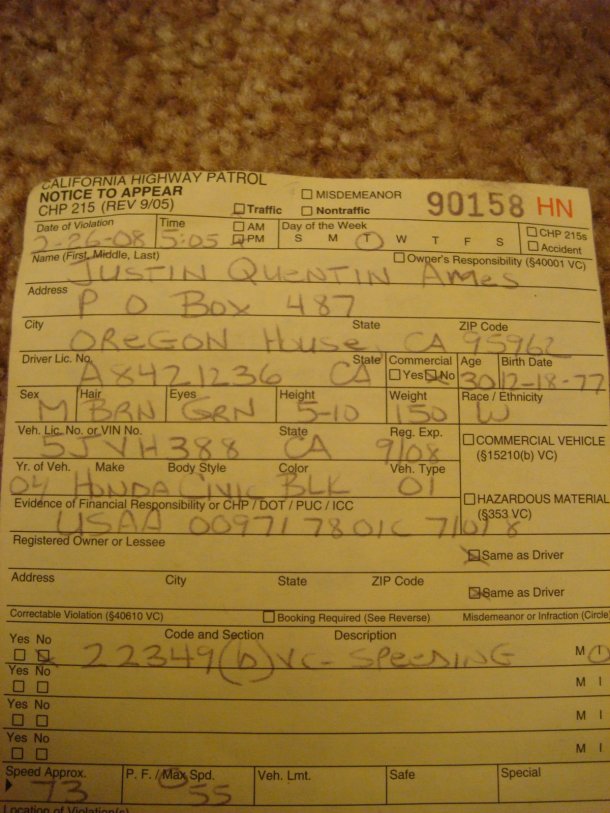 CALIFORNIA HIGHWAY PATROL
NOTICE TO APPEAR
CHP 215 (REV 9/05)
☐ Traffic ☐ MISDEMEANOR ☐ Nontraffic
90158 HN
Date of Violation Time ☐ AM ☐ PM Day of the Week ☐ CHP 215s
2-26-08 5:05 S M T W T F S ☐ Accident
Name (First, Middle, Last) ☐ Owner's Responsibility (§40001 VC)
JUSTIN QUENTIN AMES
Address
P O BOX 487
City State ZIP Code
OREGON HOUSE, CA 95962
Driver Lic. No. State Commercial Age Birth Date
A8421236 CA ☐ Yes ☒ No 30 12-18-77
Sex Hair Eyes Height Weight Race / Ethnicity
M BRN GRN 5-10 150 W
Veh. Lic. No. or VIN No. State Reg. Exp. ☐ COMMERCIAL VEHICLE
5JVH388 CA 9/08 (§15210(b) VC)
Yr. of Veh. Make Body Style Color Veh. Type
04 HONDA CIVIC BLK 01
☐ HAZARDOUS MATERIAL
Evidence of Financial Responsibility or CHP / DOT / PUC / ICC (§353 VC)
USAA 00971 7801C 7101 8
Registered Owner or Lessee
☒ Same as Driver
Address City State ZIP Code ☒ Same as Driver
Correctable Violation (§40610 VC) ☐ Booking Required (See Reverse) Misdemeanor or Infraction (Circle)
Yes No Code and Section Description
☐ ☒ 22349(b) VC - SPEEDING M I
Yes No
☐ ☐ M I
Yes No
☐ ☐ M I
Yes No
☐ ☐ M I
Speed Approx. P. F. / Max Spd. Veh. Lmt. Safe Special
73 55
Location of Violation(s)